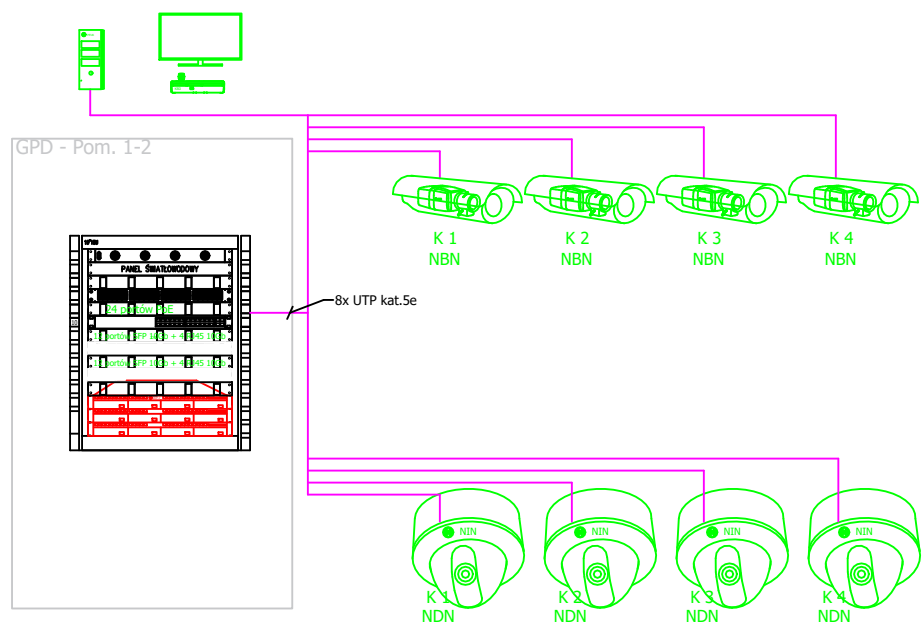 GPD - Pom. 1-2
PANEL ŚWIATŁOWODOWY
24 portów PoE
8x UTP kat.5e
K 1
NBN
K 2
NBN
K 3
NBN
K 4
NBN
NIN
K 1
NDN
NIN
K 2
NDN
NIN
K 3
NDN
NIN
K 4
NDN